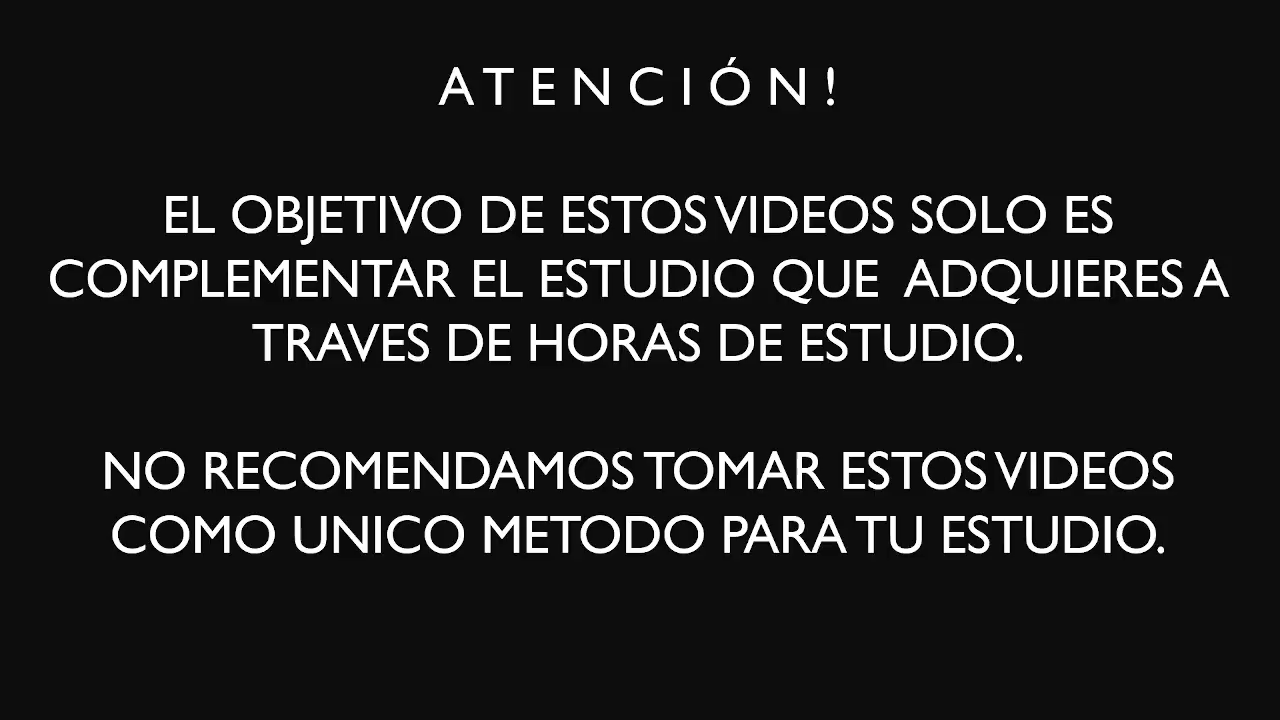 ATENCIÓN!
EL OBJETIVO DE ESTOS VIDEOS SOLO ES
COMPLEMENTAR EL ESTUDIO QUE ADQUIERES A
TRAVES DE HORAS DE ESTUDIO.
NO RECOMENDAMOS TOMAR ESTOS VIDEOS
COMO UNICO METODO PARA TU ESTUDIO.